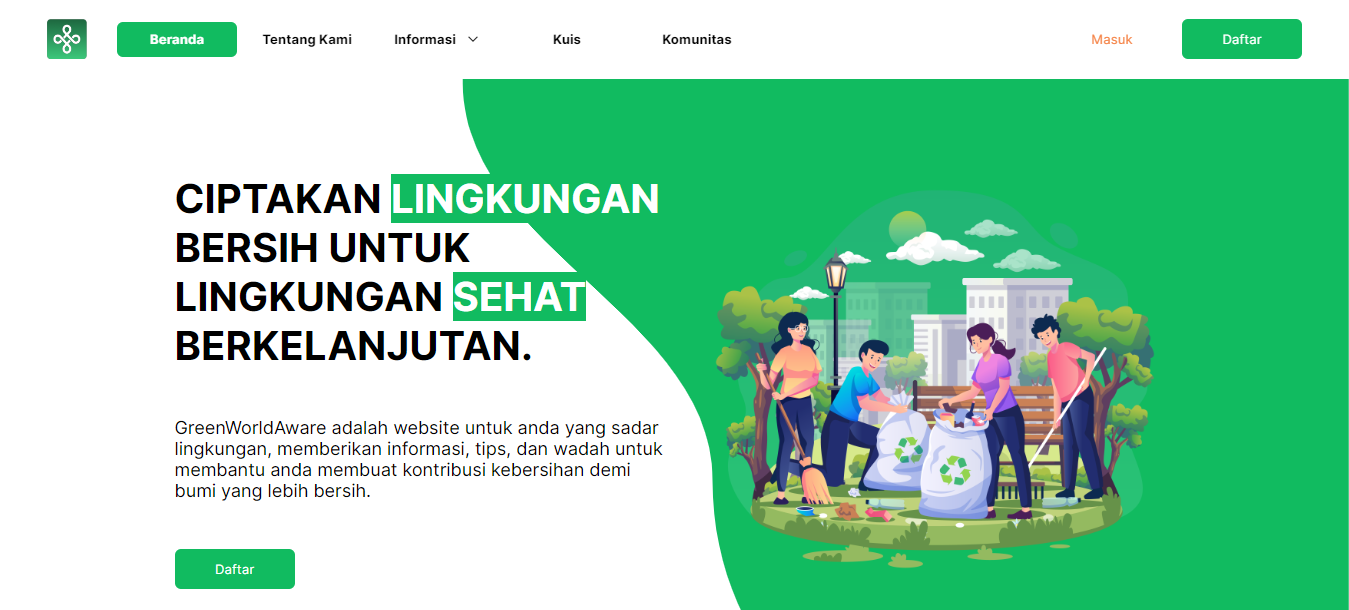 Beranda
Tentang Kami
Informasi
Kuis
Komunitas
Masuk
Daftar
CIPTAKAN LINGKUNGAN
BERSIH UNTUK
LINGKUNGAN SEHAT
BERKELANJUTAN.
GreenWorldAware adalah website untuk anda yang sadar
lingkungan, memberikan informasi, tips, dan wadah untuk
membantu anda membuat kontribusi kebersihan demi
bumi yang lebih bersih.
Daftar